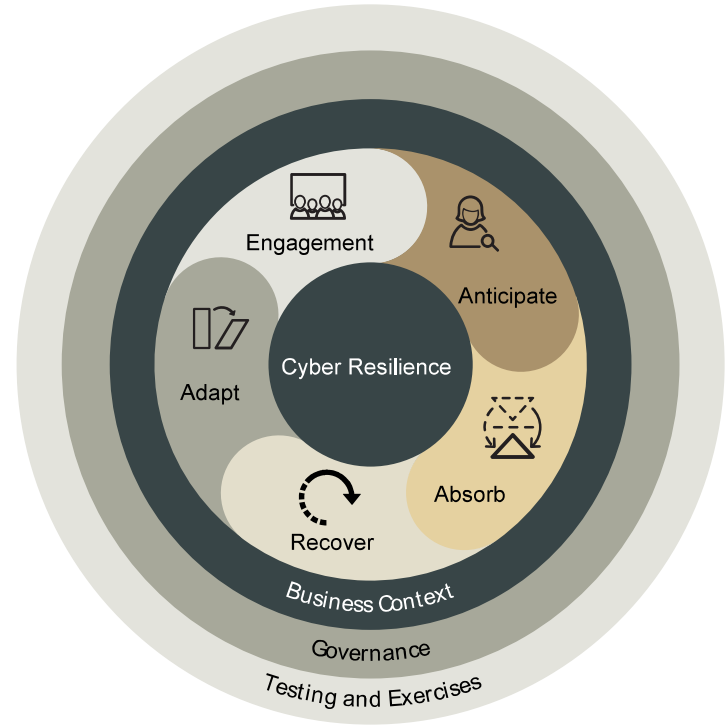 Engagement
Anticipate
Cyber Resilience
Adapt
Absorb
Recover
Business Context
Governance
Testing and Exercises